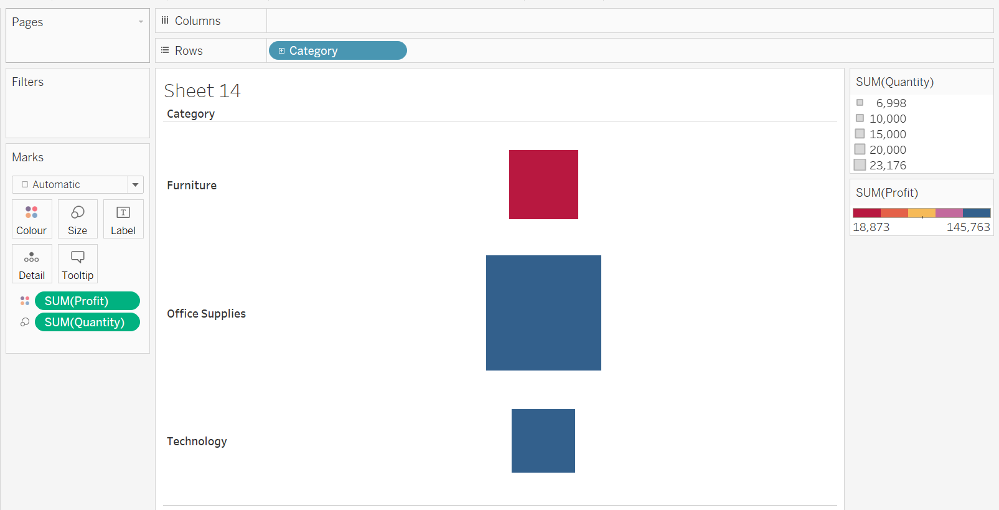 Pages
Columns
Rows
Category
Filters
Marks
Automatic
Colour
Size
Label
Detail
Tooltip
SUM(Profit)
SUM(Quantity)
Sheet 14
Category
Furniture
Office Supplies
Technology
SUM(Quantity)
6,998
10,000
15,000
20,000
23,176
SUM(Profit)
18,873 145,763